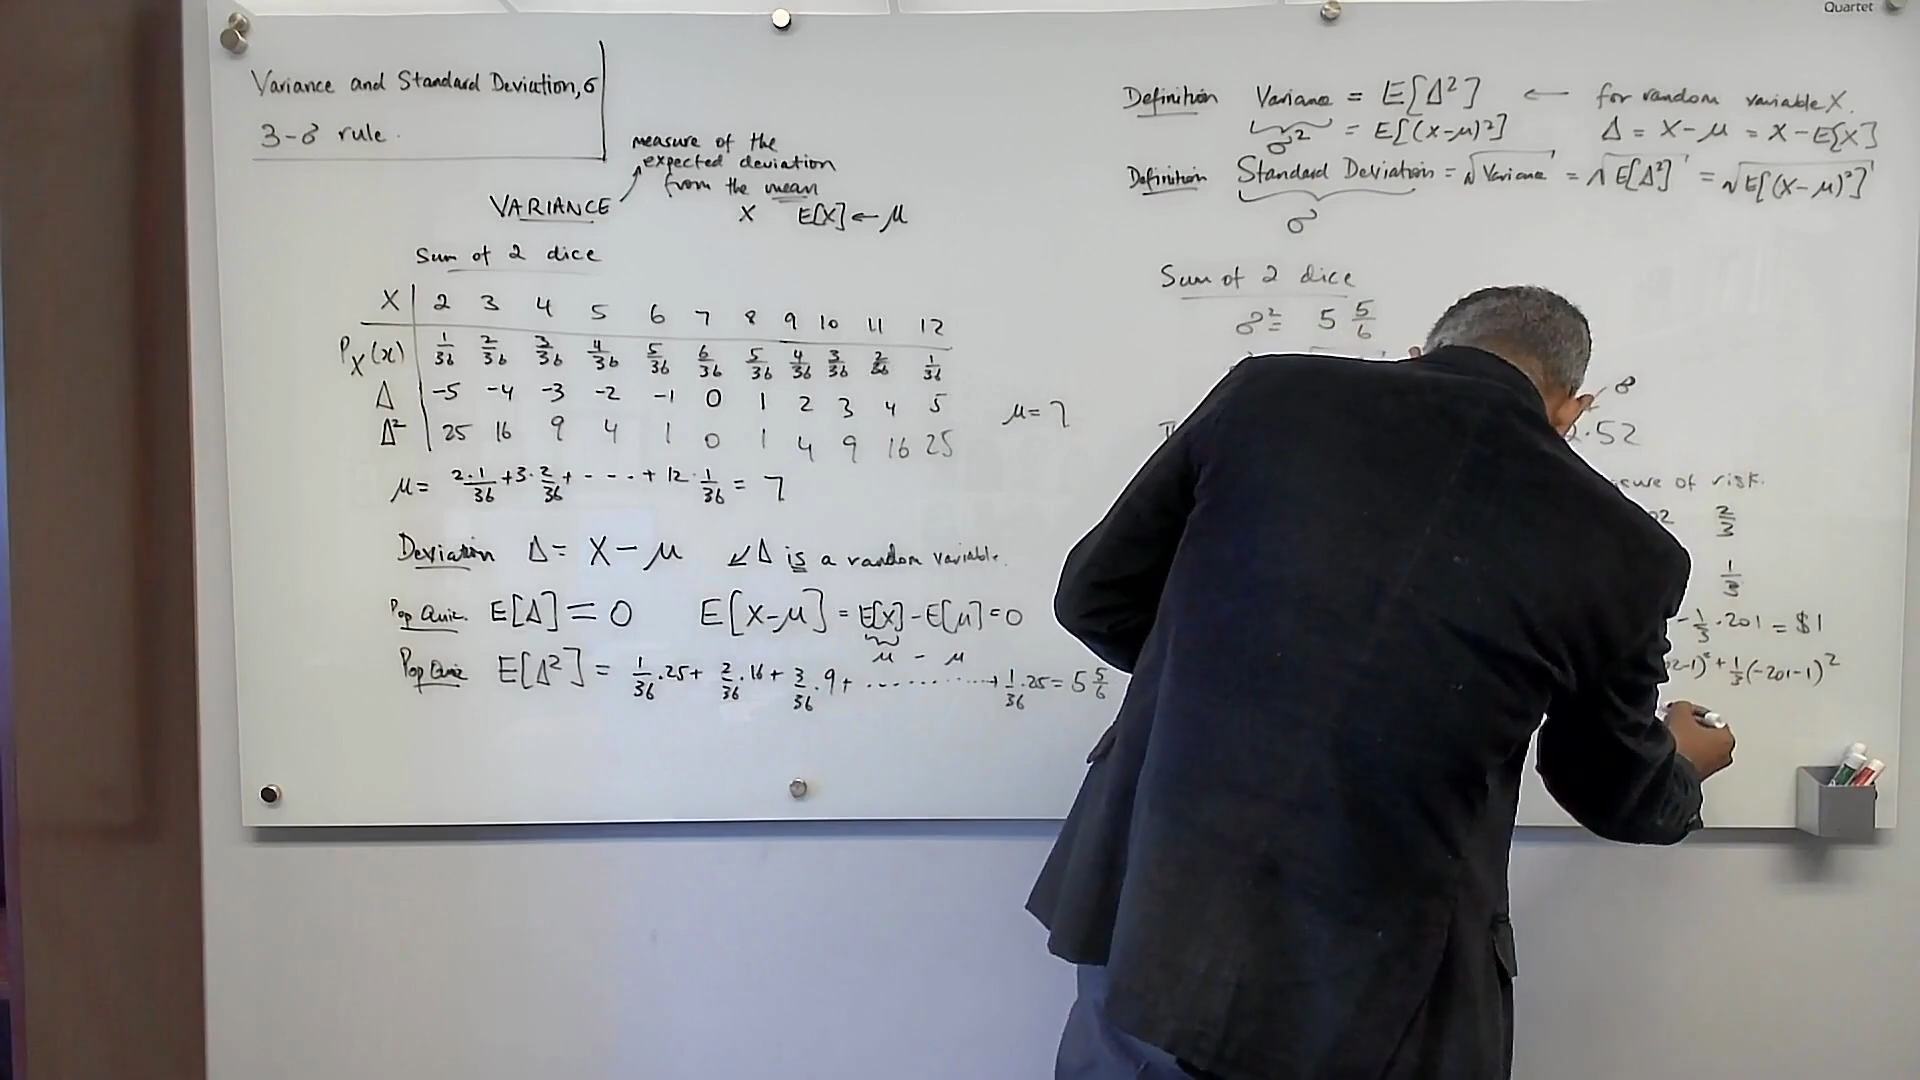 Quartet
Variance and Standard Deviation, σ
3-σ rule.
measure of the
expected deviation
from the mean
VARIANCE
X E[X] ← μ
Sum of 2 dice
X 2 3 4 5 6 7 8 9 10 11 12
P_X(x) 1/36 2/36 3/36 4/36 5/36 6/36 5/36 4/36 3/36 2/36 1/36
Δ -5 -4 -3 -2 -1 0 1 2 3 4 5
Δ² 25 16 9 4 1 0 1 4 9 16 25
μ = 7
μ = 2·1/36 + 3·2/36 + - - - + 12·1/36 = 7
Deviation Δ = X - μ ↙ Δ is a random variable.
Pop Quiz. E[Δ] = 0 E[X-μ] = E[X] - E[μ] = 0
μ - μ
Pop Quiz E[Δ²] = 1/36·25 + 2/36·16 + 3/36·9 + ........... + 1/36·25 = 5 5/6
Definition Variance = E[Δ²] ← for random variable X.
σ² = E[(X-μ)²] Δ = X - μ = X - E[X]
Definition Standard Deviation = √Variance = √E[Δ²] = √E[(X-μ)²]
σ
Sum of 2 dice
σ² = 5 5/6
σ
2.52
of risk.
2/3
1/3
- 1/3·201 = $1
-1)² + 1/3(-201-1)²